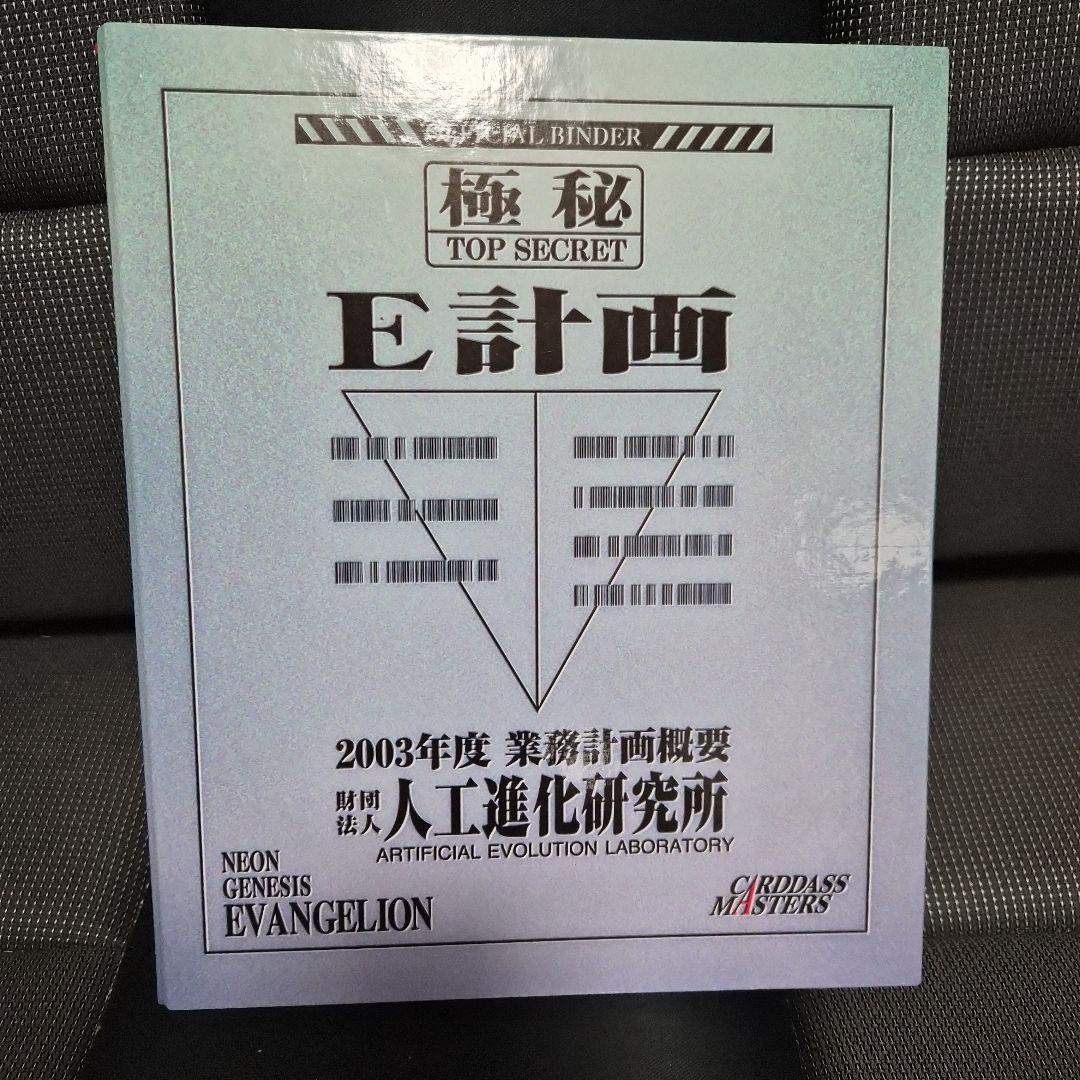 OFFICIAL BINDER
極秘
TOP SECRET
E計画
2003年度 業務計画概要
財団法人 人工進化研究所
ARTIFICIAL EVOLUTION LABORATORY
NEON
GENESIS
EVANGELION
CARDDASS
MASTERS